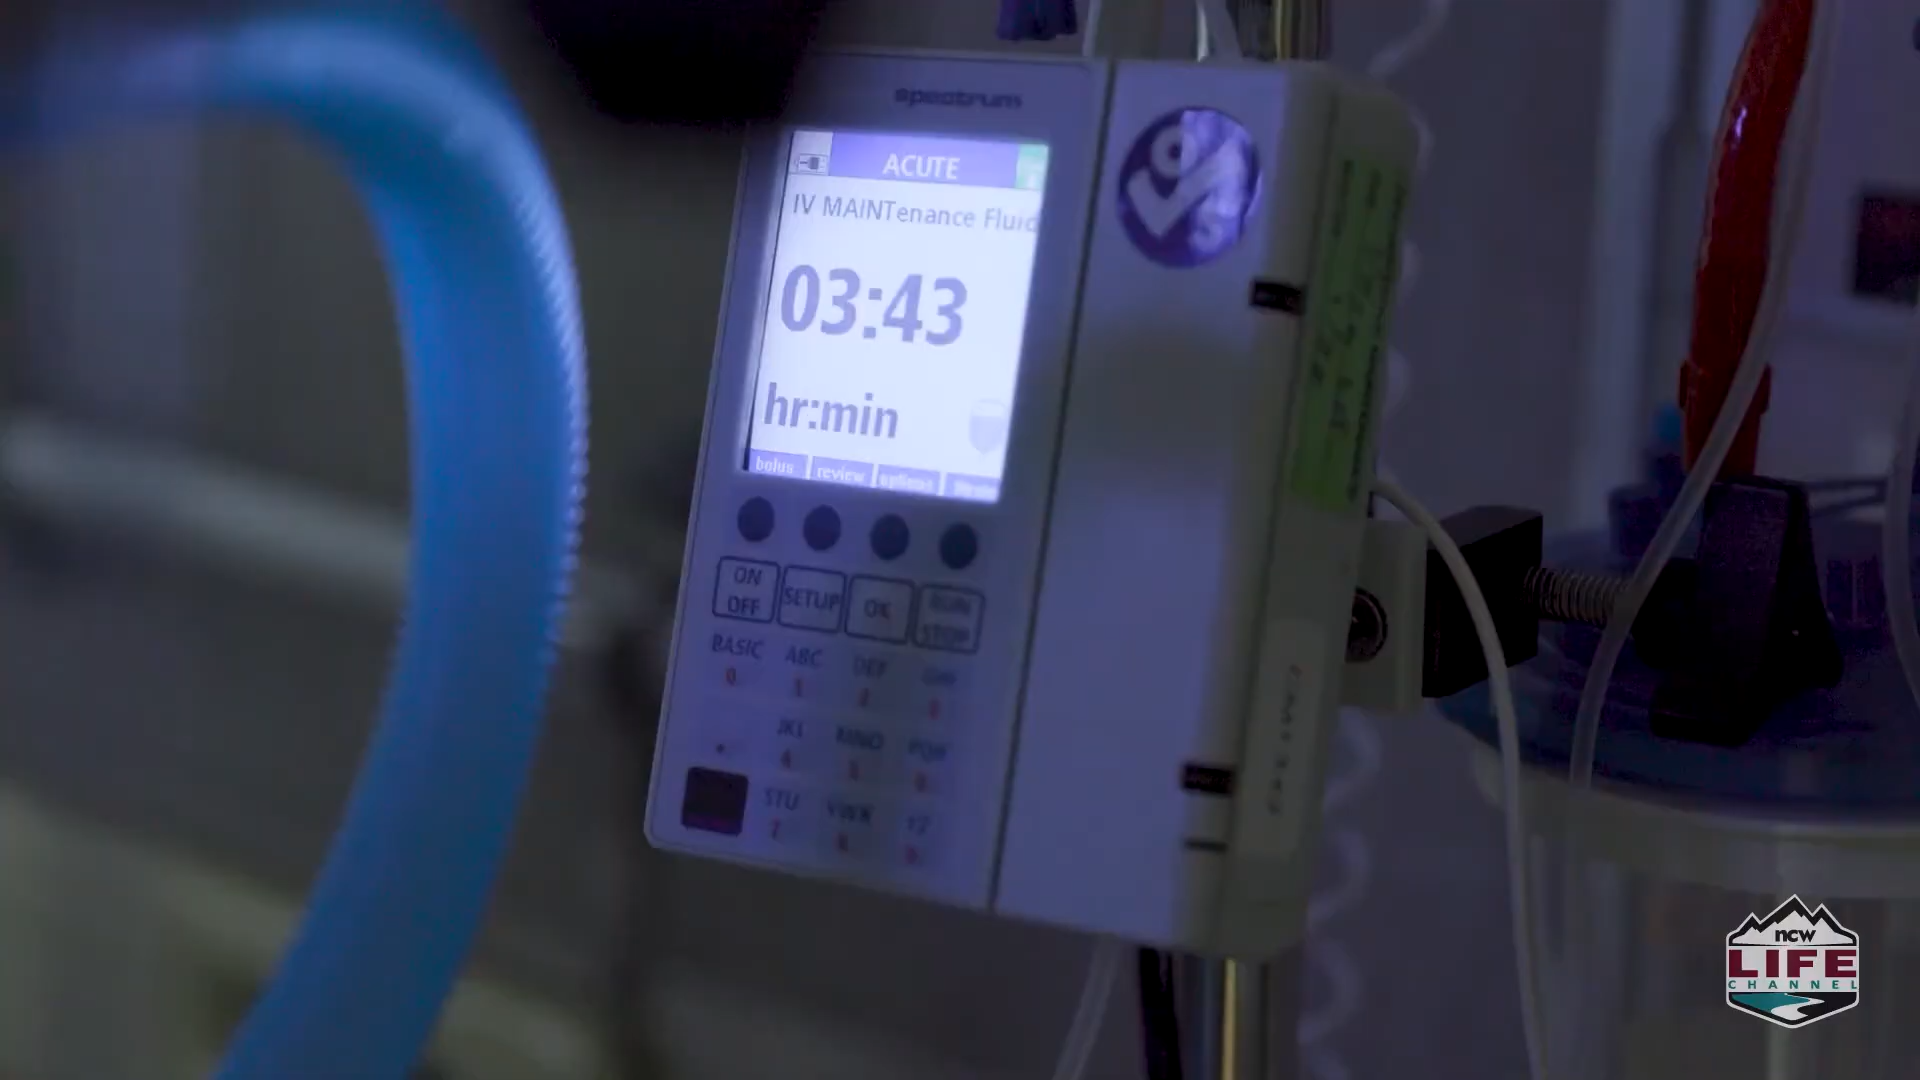 spectrum
ACUTE
IV MAINTenance Fluid
03:43
hr:min
bolus review options
ON OFF
SETUP
OK
RUN STOP
BASIC ABC DEF GHI
0 1 2 3
JKL MNO PQR
. 4 5 6
STU VWX YZ
7 8 9
ncw
LIFE
CHANNEL